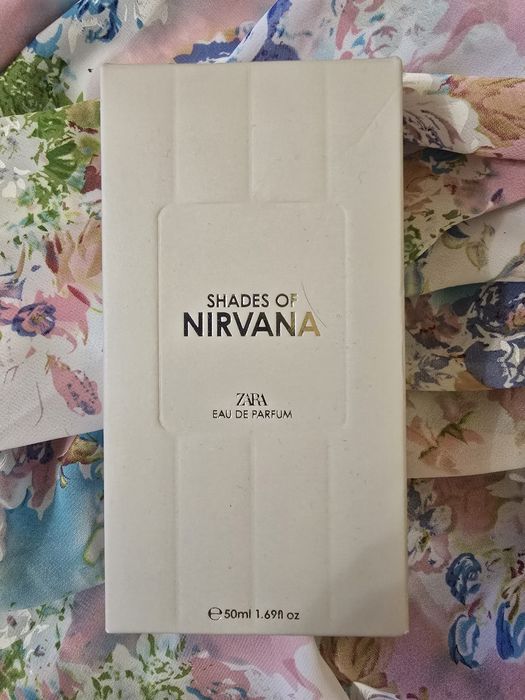 SHADES OF
NIRVANA
ZARA
EAU DE PARFUM
℮50ml 1.69fl oz